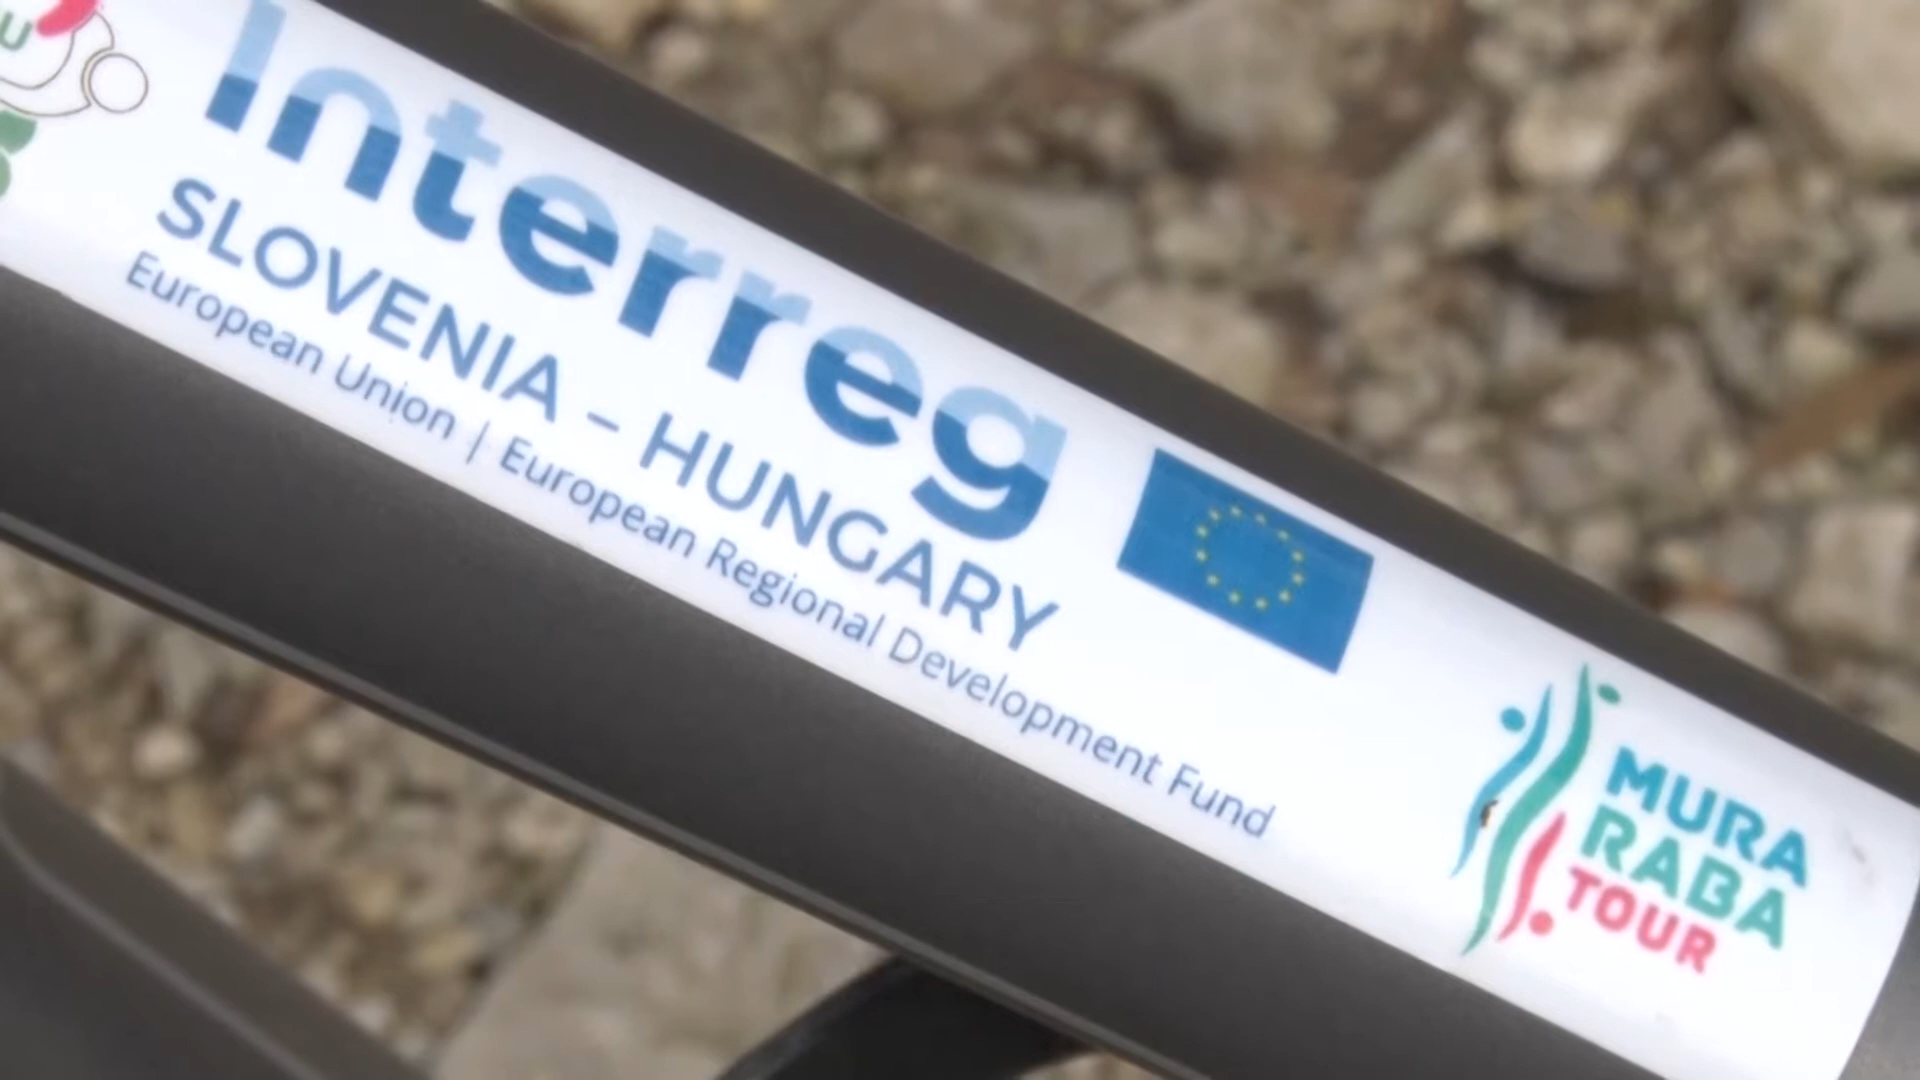 Interreg
SLOVENIA – HUNGARY
European Union | European Regional Development Fund
MURA
RABA
TOUR